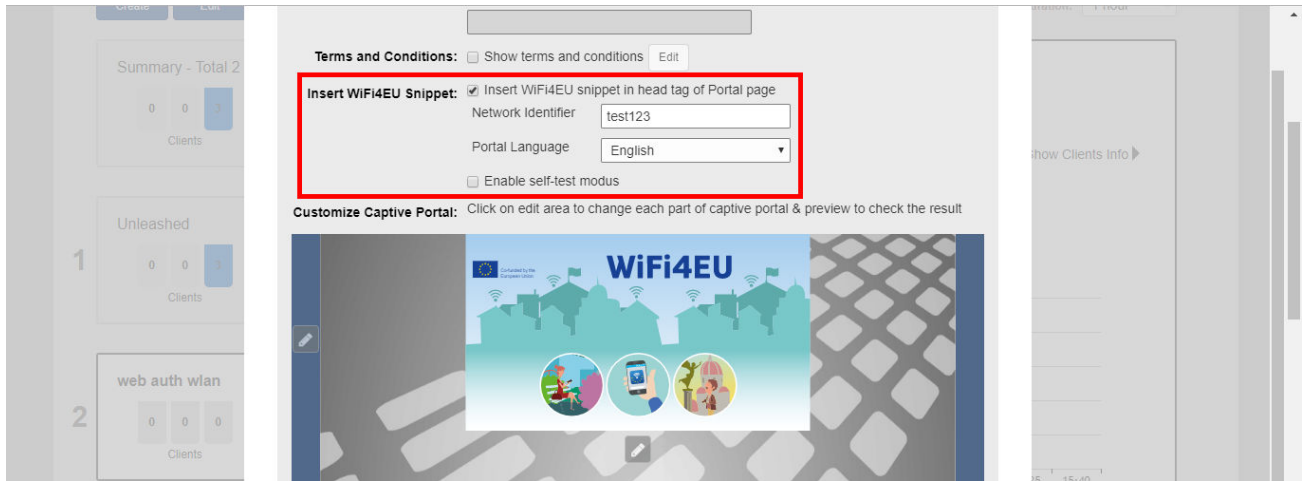 Create Edit
Duration: 1 hour
Terms and Conditions: Show terms and conditions Edit
Summary - Total 2
Insert WiFi4EU Snippet: Insert WiFi4EU snippet in head tag of Portal page
0 0
Network Identifier test123
Clients
Portal Language English
Show Clients Info
Enable self-test modus
Customize Captive Portal: Click on edit area to change each part of captive portal & preview to check the result
Unleashed
1
0 0
Clients
Co-funded by the
European Union
WiFi4EU
web auth wlan
2
0 0 0
Clients
15:40